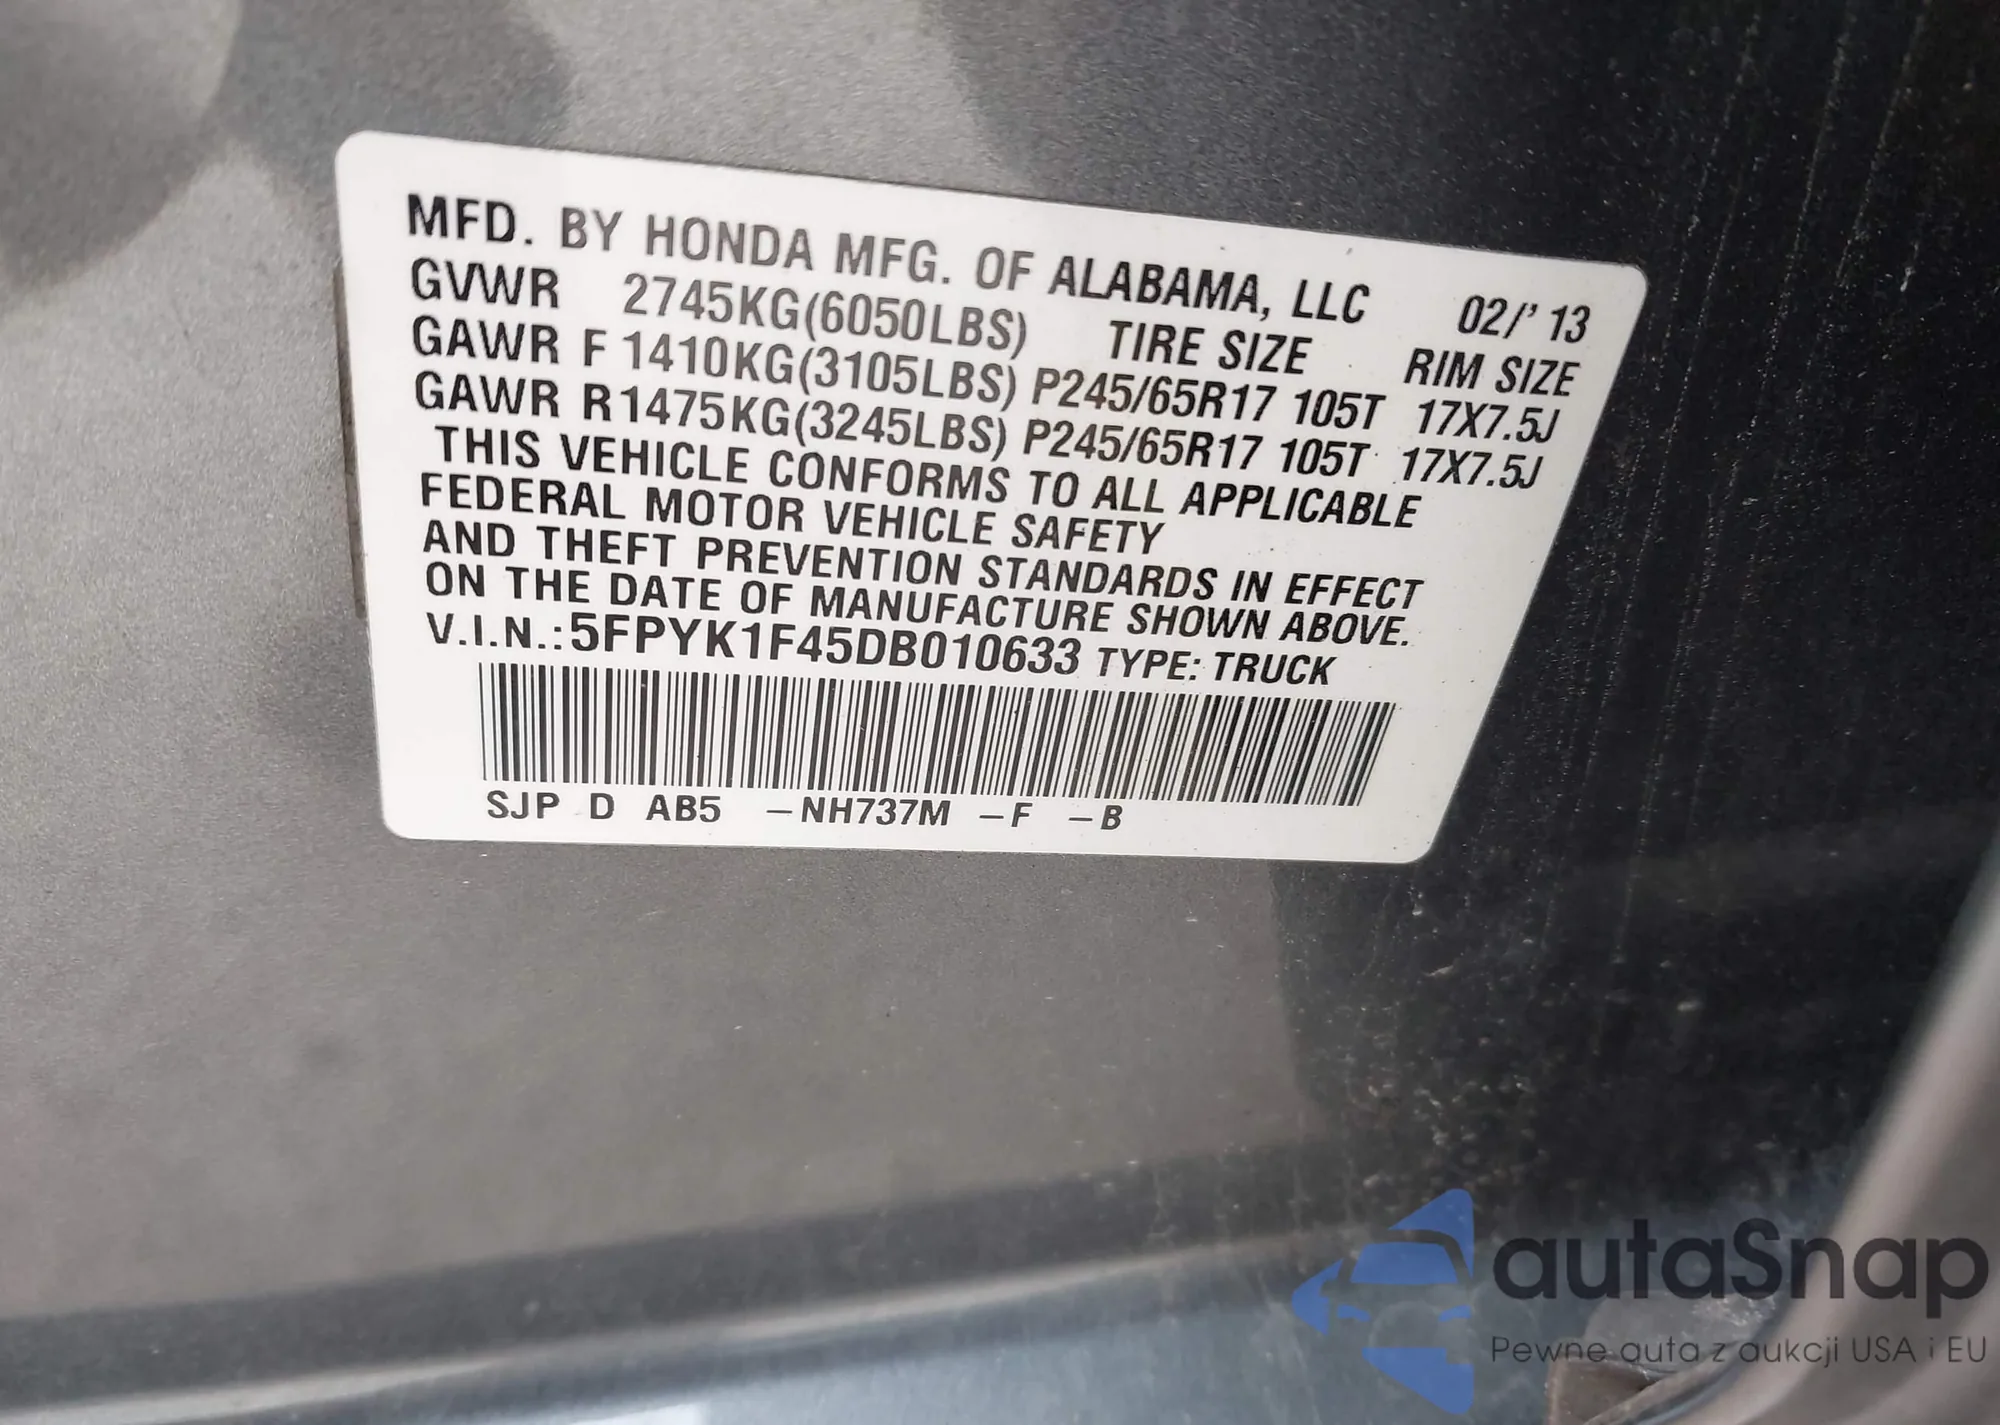 MFD. BY HONDA MFG. OF ALABAMA, LLC 02/' 13
GVWR 2745KG(6050LBS) TIRE SIZE RIM SIZE
GAWR F 1410KG(3105LBS) P245/65R17 105T 17X7.5J
GAWR R 1475KG(3245LBS) P245/65R17 105T 17X7.5J
THIS VEHICLE CONFORMS TO ALL APPLICABLE
FEDERAL MOTOR VEHICLE SAFETY
AND THEFT PREVENTION STANDARDS IN EFFECT
ON THE DATE OF MANUFACTURE SHOWN ABOVE.
V.I.N.:5FPYK1F45DB010633 TYPE: TRUCK
SJP D AB5 -NH737M -F -B
autaSnap
Pewne auta z aukcji USA i EU